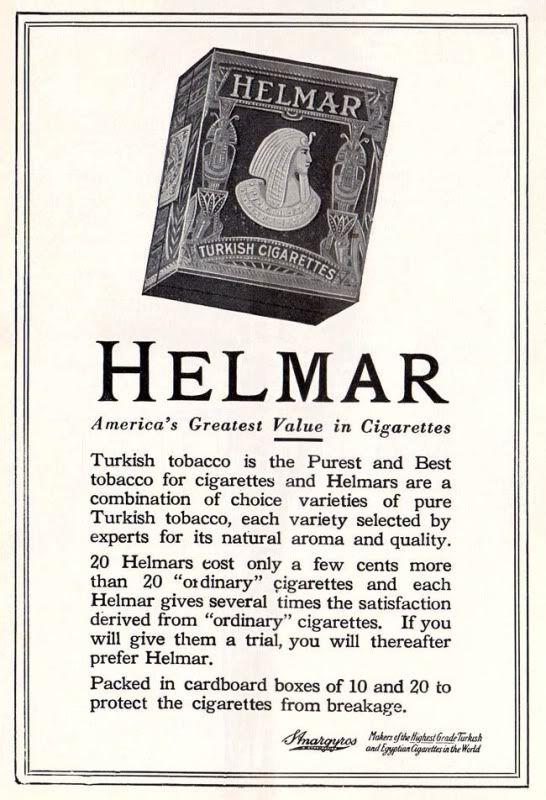 HELMAR
TURKISH CIGARETTES
HELMAR
America's Greatest Value in Cigarettes
Turkish tobacco is the Purest and Best
tobacco for cigarettes and Helmars are a
combination of choice varieties of pure
Turkish tobacco, each variety selected by
experts for its natural aroma and quality.
20 Helmars cost only a few cents more
than 20 "ordinary" cigarettes and each
Helmar gives several times the satisfaction
derived from "ordinary" cigarettes. If you
will give them a trial, you will thereafter
prefer Helmar.
Packed in cardboard boxes of 10 and 20 to
protect the cigarettes from breakage.
S. Anargyros
Makers of the Highest Grade Turkish
and Egyptian Cigarettes in the World